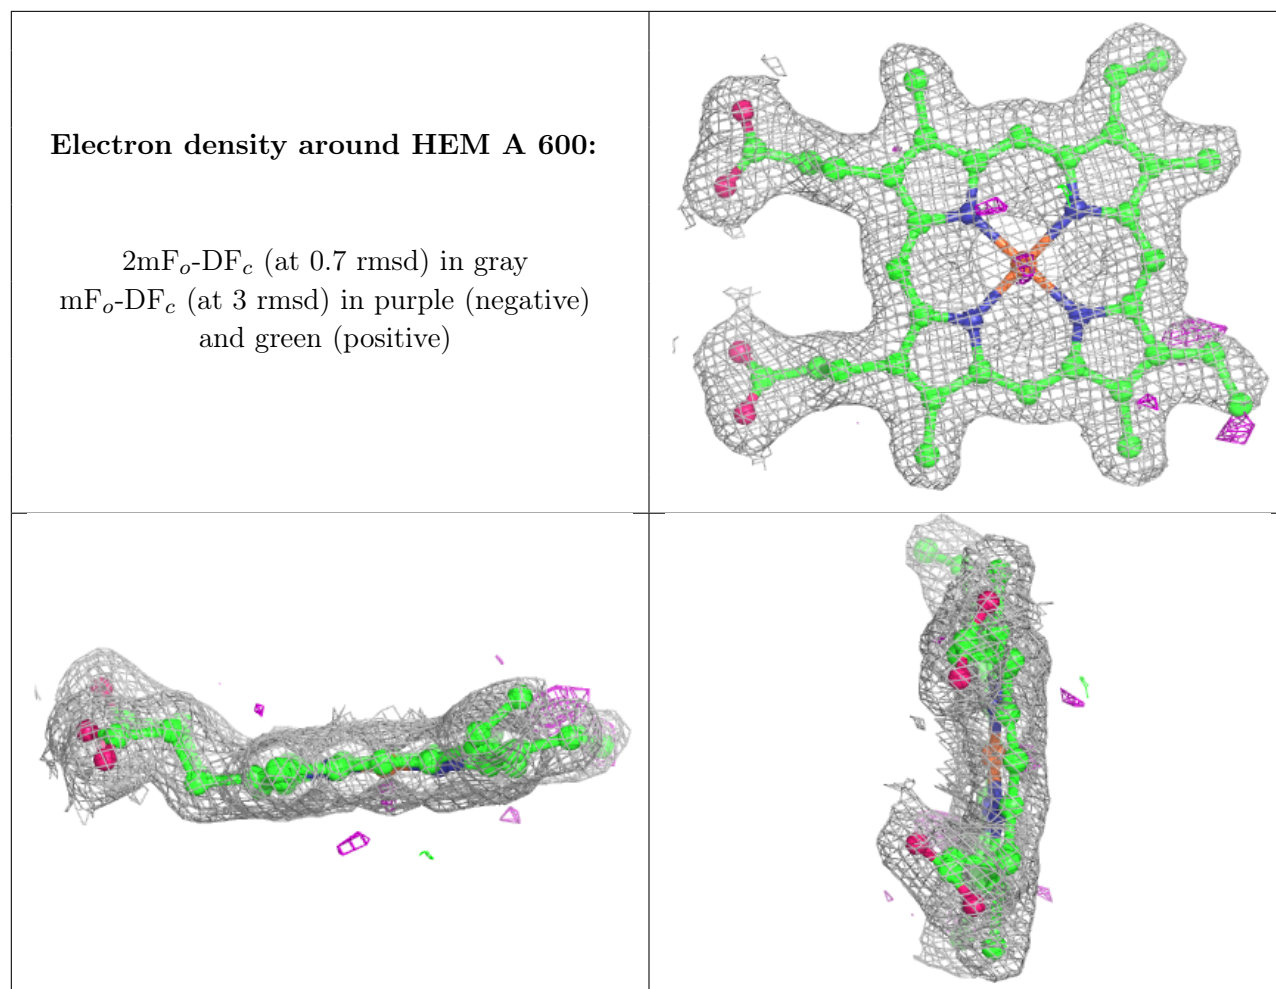 Electron density around HEM A 600:
2mFo-DFc (at 0.7 rmsd) in gray
mFo-DFc (at 3 rmsd) in purple (negative)
and green (positive)